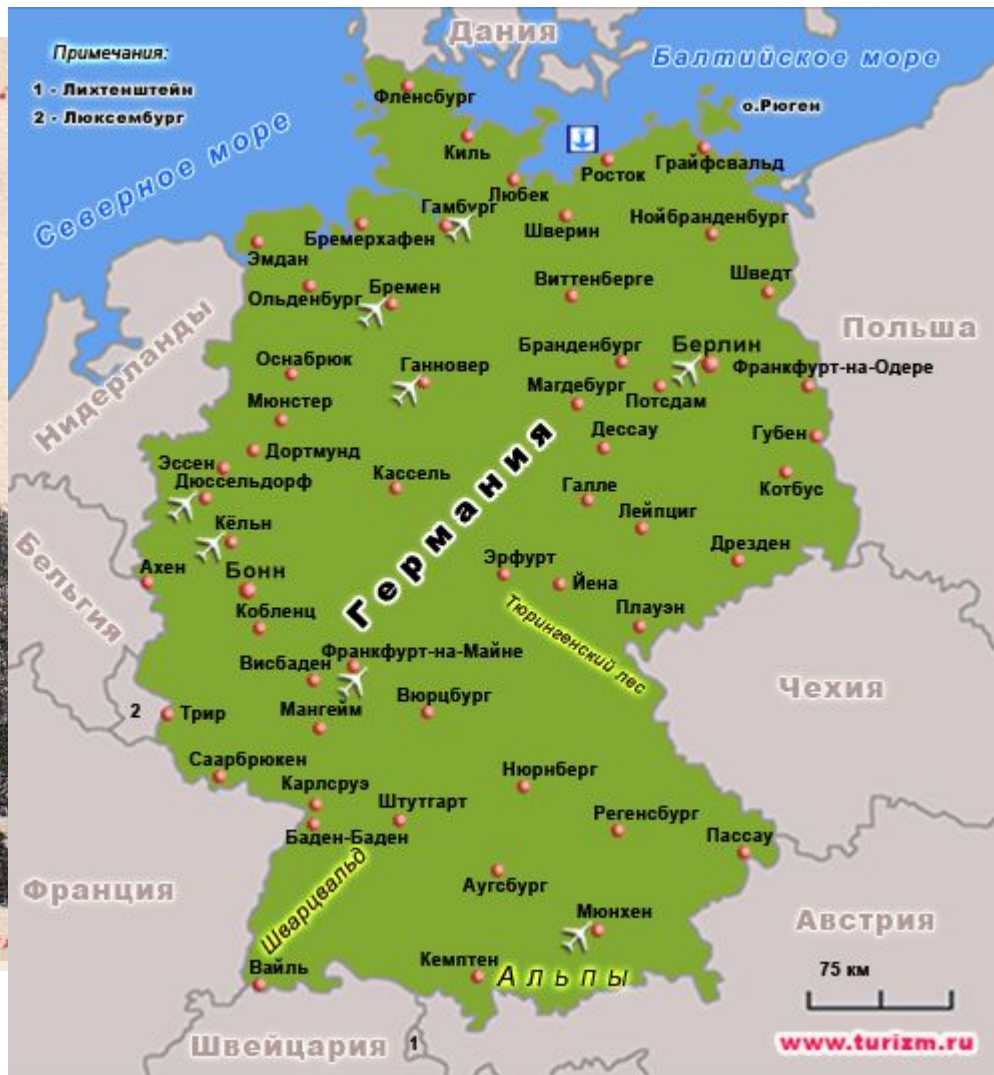 Дания
Примечания:
1 - Лихтенштейн
2 - Люксембург
Балтийское море
Северное море
о.Рюген
Фленсбург
Киль
Любек
Росток
Грайфсвальд
Гамбург
Бремерхафен
Шверин
Нойбранденбург
Эмдан
Ольденбург
Бремен
Виттенберге
Шведт
Нидерланды
Польша
Оснабрюк
Ганновер
Бранденбург
Берлин
Франкфурт-на-Одере
Магдебург
Потсдам
Мюнстер
Дортмунд
Дессау
Губен
Эссен
Дюссельдорф
Кассель
Германия
Галле
Котбус
Лейпциг
Кёльн
Бельгия
Ахен
Бонн
Эрфурт
Йена
Дрезден
Кобленц
Тюрингенский лес
Плауэн
Висбаден
Франкфурт-на-Майне
Чехия
2
Трир
Мангейм
Вюрцбург
Саарбрюкен
Карлсруэ
Штутгарт
Нюрнберг
Регенсбург
Баден-Баден
Пассау
Франция
Шварцвальд
Аугсбург
Мюнхен
Австрия
Вайль
Кемптен
Альпы
75 км
Швейцария
1
www.turizm.ru